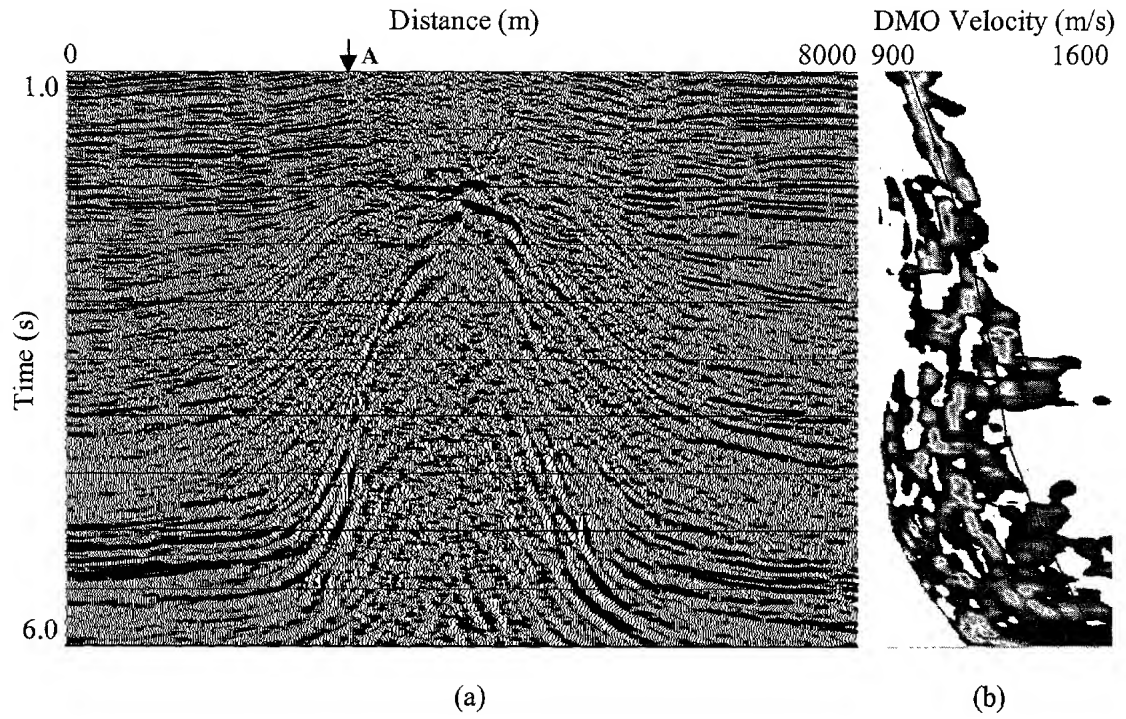 Distance (m)
DMO Velocity (m/s)
0
A
8000
900
1600
1.0
Time (s)
6.0
(a)
(b)